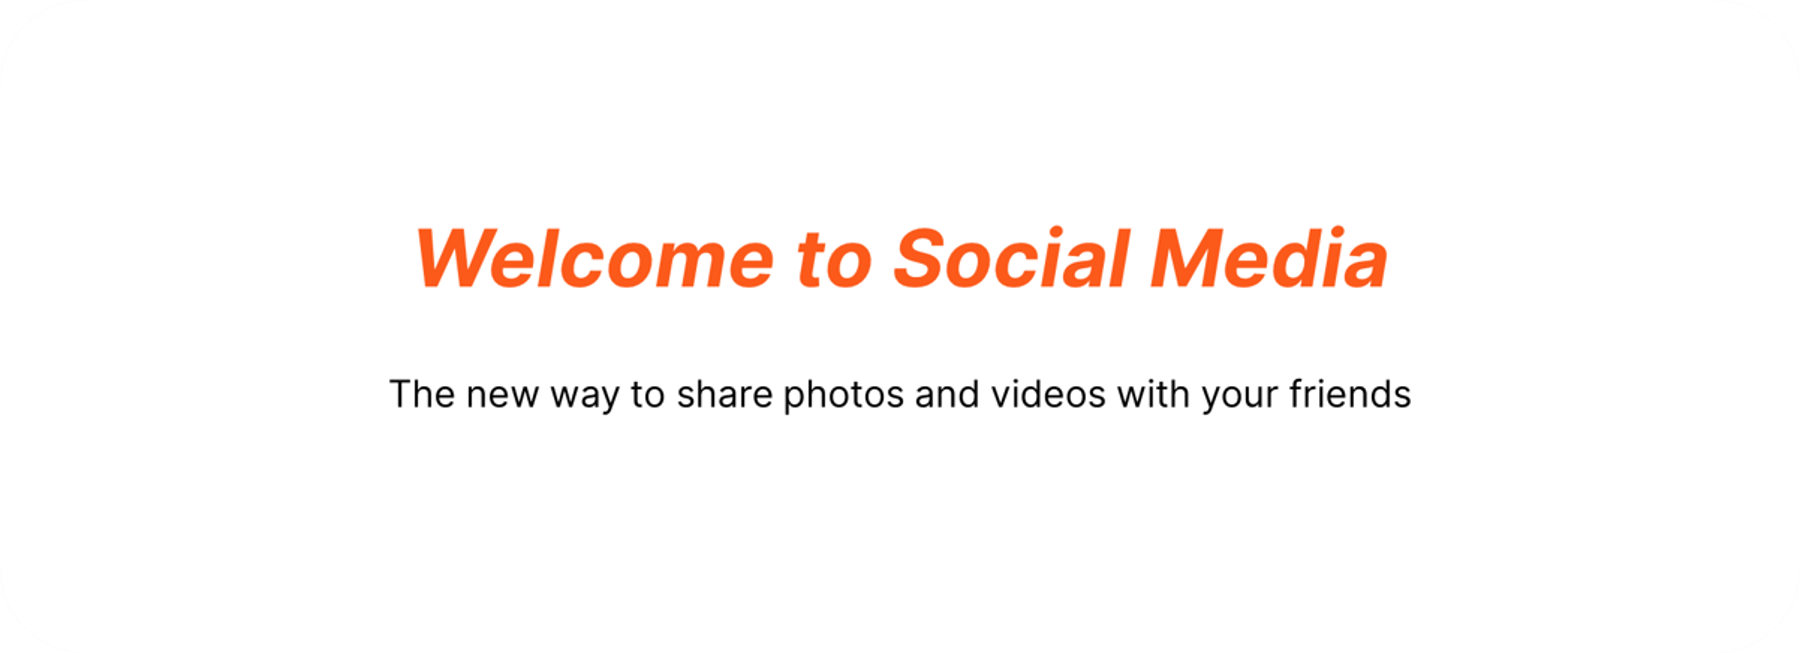 Welcome to Social Media
The new way to share photos and videos with your friends